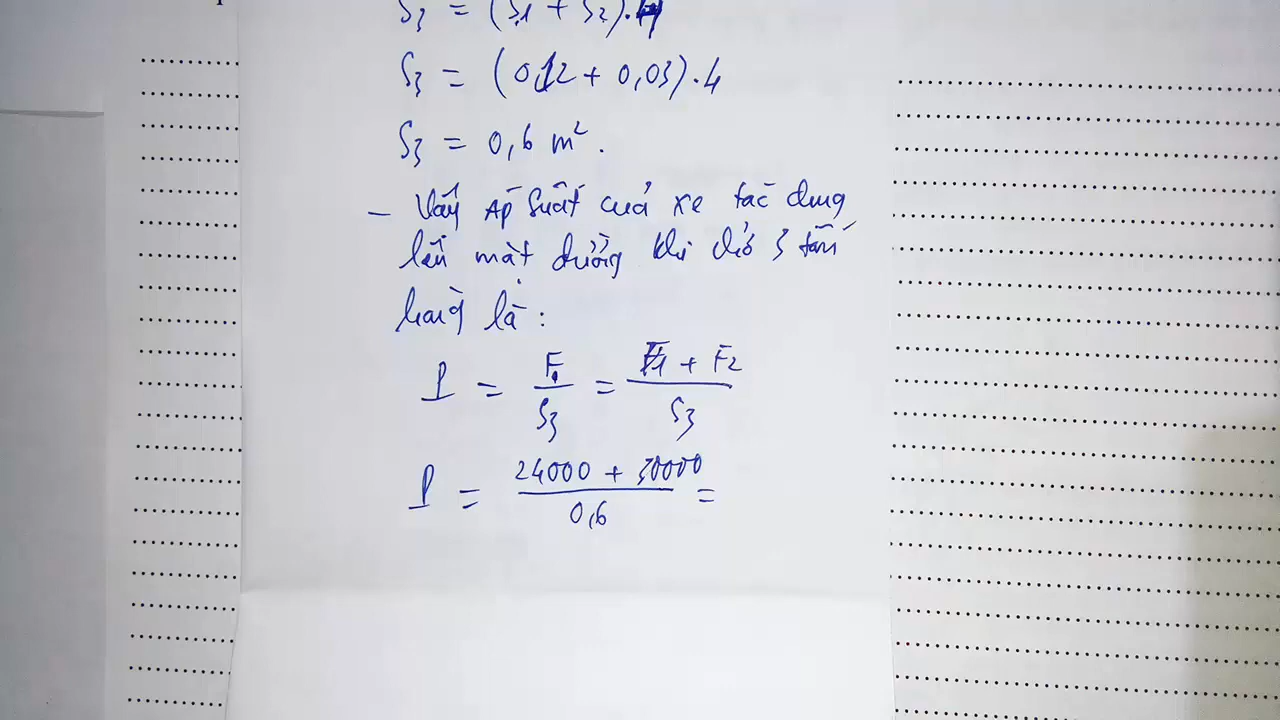 S3 = (S1 + S2).4
S3 = (0,12 + 0,03).4
S3 = 0,6 m².
- Vậy Áp suất của xe tác dụng
lên mặt đường khi chở 3 tấn
hàng là:
P = F/S3 = F1 + F2/S3
P = 24000 + 30000/0,6 =